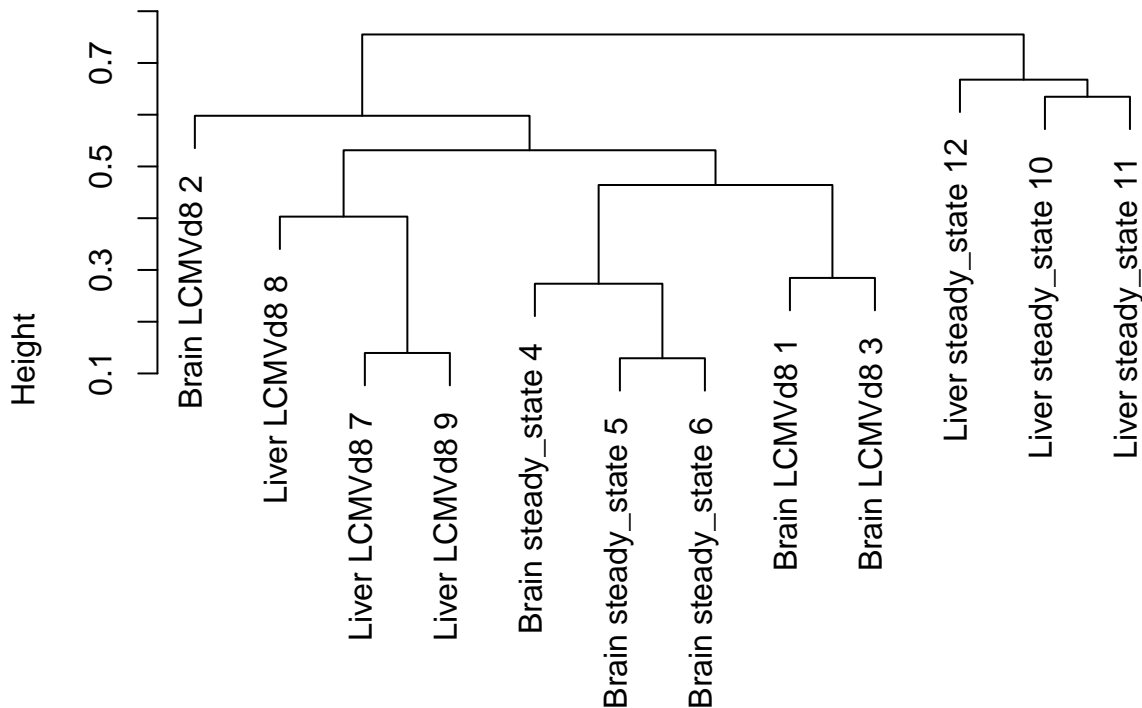 Height
0.7
0.5
0.3
0.1
Brain LCMVd8 2
Liver LCMVd8 8
Liver LCMVd8 7
Liver LCMVd8 9
Brain steady_state 4
Brain steady_state 5
Brain steady_state 6
Brain LCMVd8 1
Brain LCMVd8 3
Liver steady_state 12
Liver steady_state 10
Liver steady_state 11